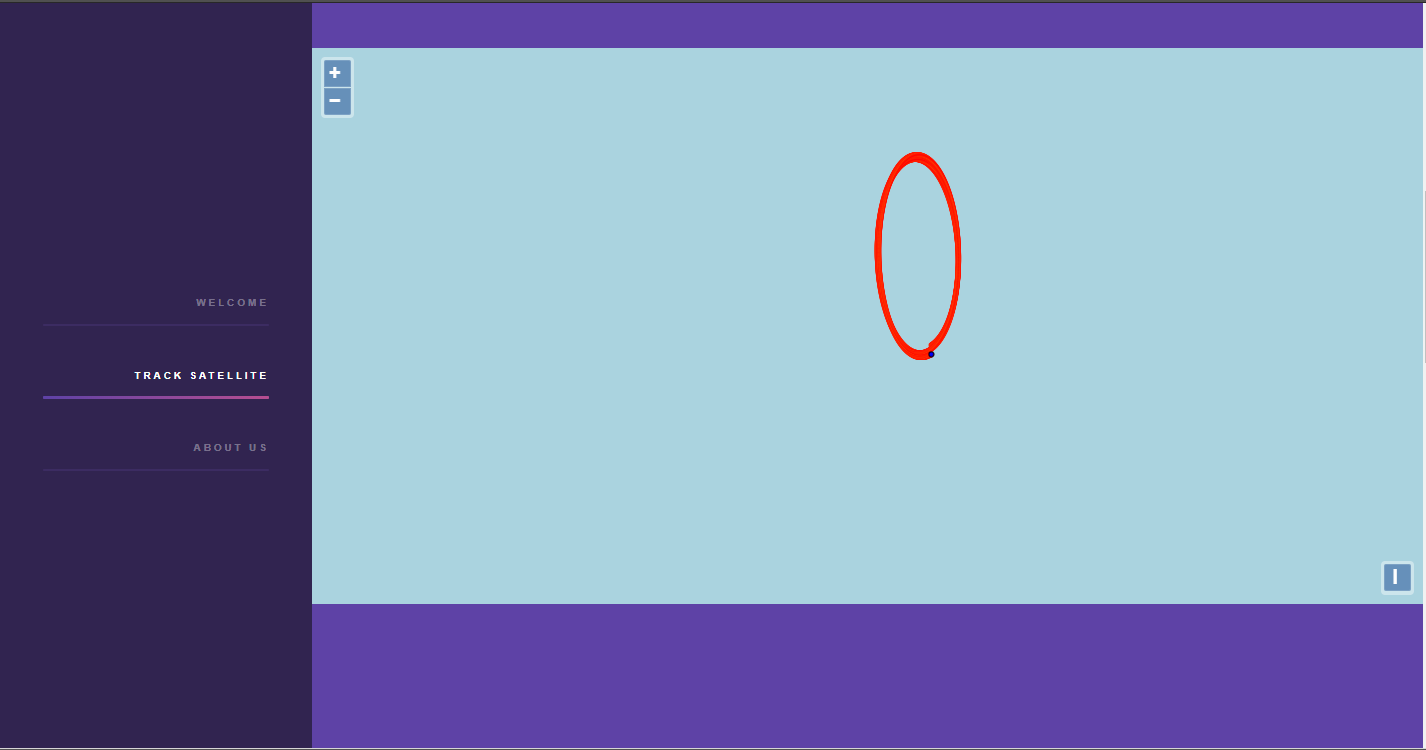 +
−
WELCOME
TRACK SATELLITE
ABOUT US
I